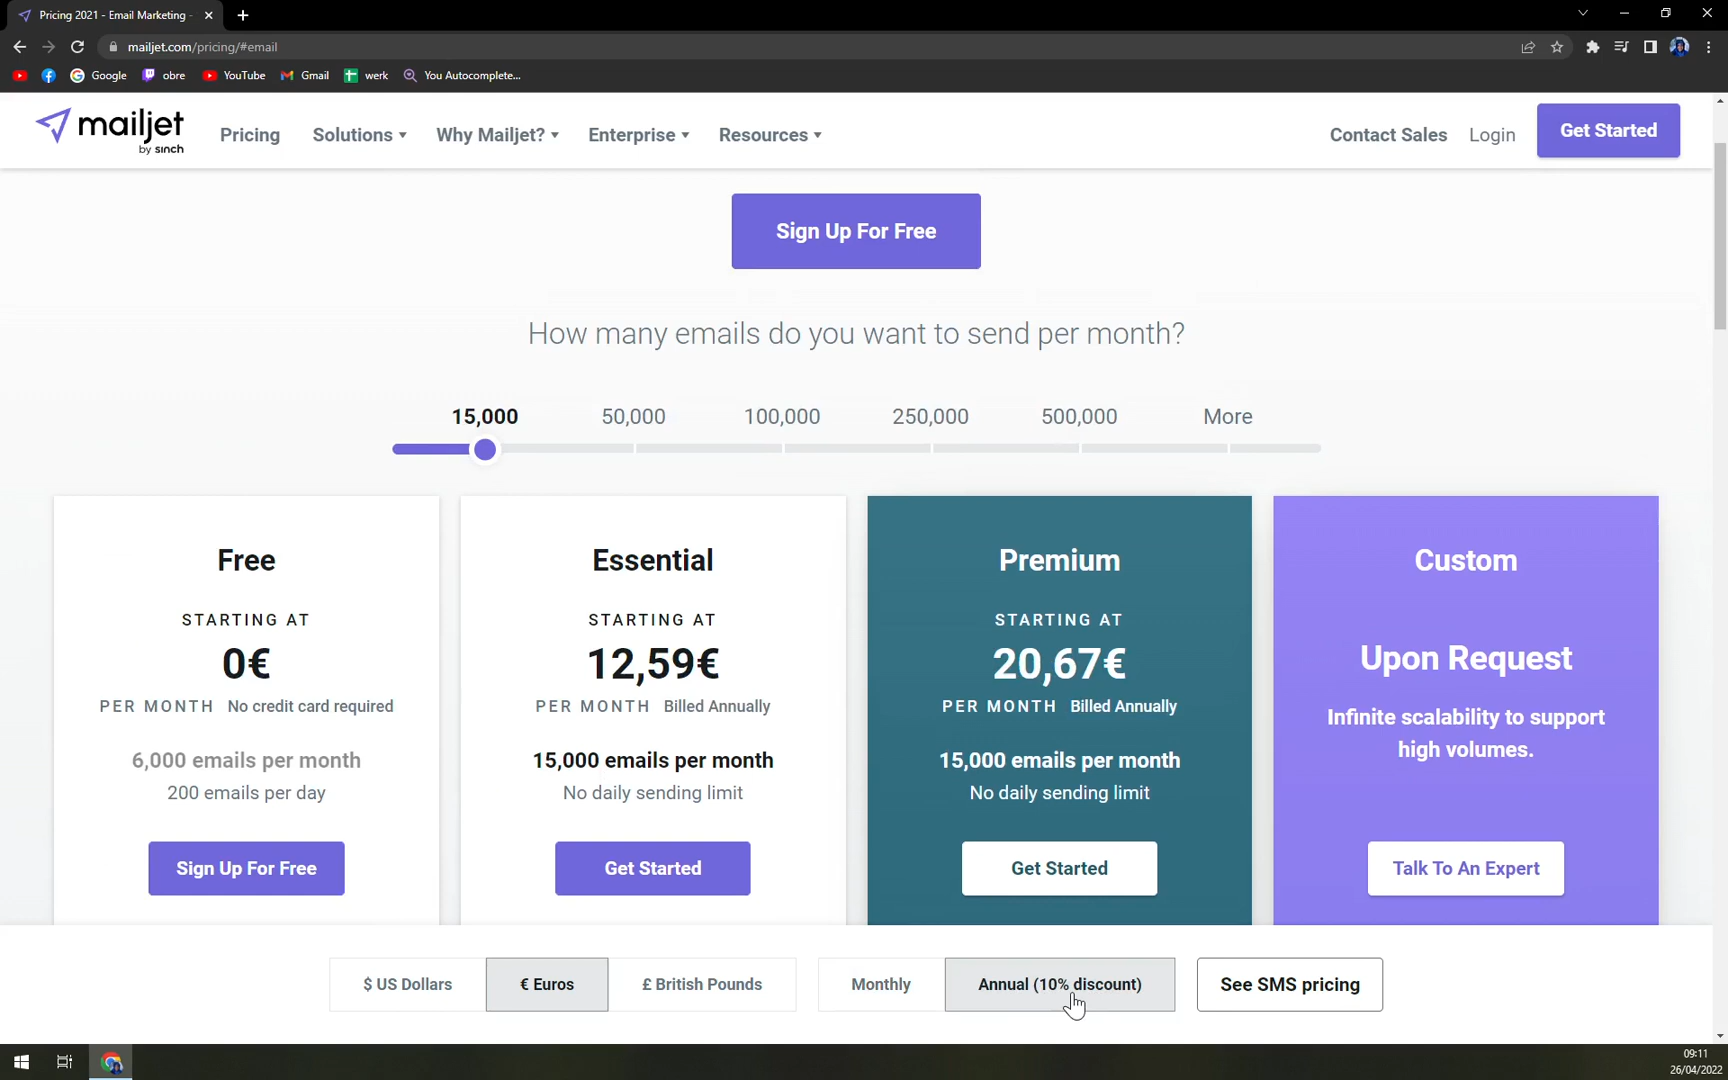 Pricing 2021 - Email Marketing -
mailjet.com/pricing/#email
Google obre YouTube Gmail werk You Autocomplete...
mailjet
by sinch
Pricing Solutions Why Mailjet? Enterprise Resources Contact Sales Login Get Started
Sign Up For Free
How many emails do you want to send per month?
15,000 50,000 100,000 250,000 500,000 More
Free Essential Premium Custom
STARTING AT STARTING AT STARTING AT
0€ 12,59€ 20,67€ Upon Request
PER MONTH No credit card required PER MONTH Billed Annually PER MONTH Billed Annually Infinite scalability to support
high volumes.
6,000 emails per month 15,000 emails per month 15,000 emails per month
200 emails per day No daily sending limit No daily sending limit
Sign Up For Free Get Started Get Started Talk To An Expert
$ US Dollars € Euros £ British Pounds Monthly Annual (10% discount) See SMS pricing
09:11
26/04/2022